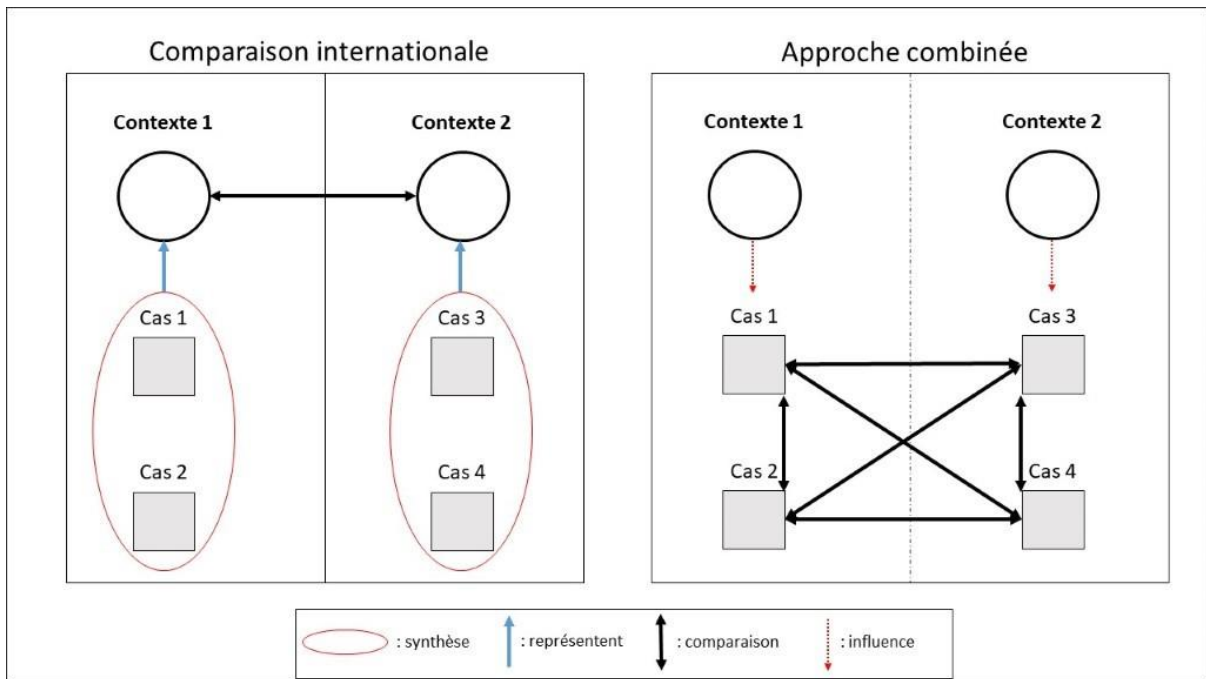 Comparaison internationale
Contexte 1
Contexte 2
Cas 1
Cas 3
Cas 2
Cas 4
Approche combinée
Contexte 1
Contexte 2
Cas 1
Cas 3
Cas 2
Cas 4
: synthèse
: représentent
: comparaison
: influence